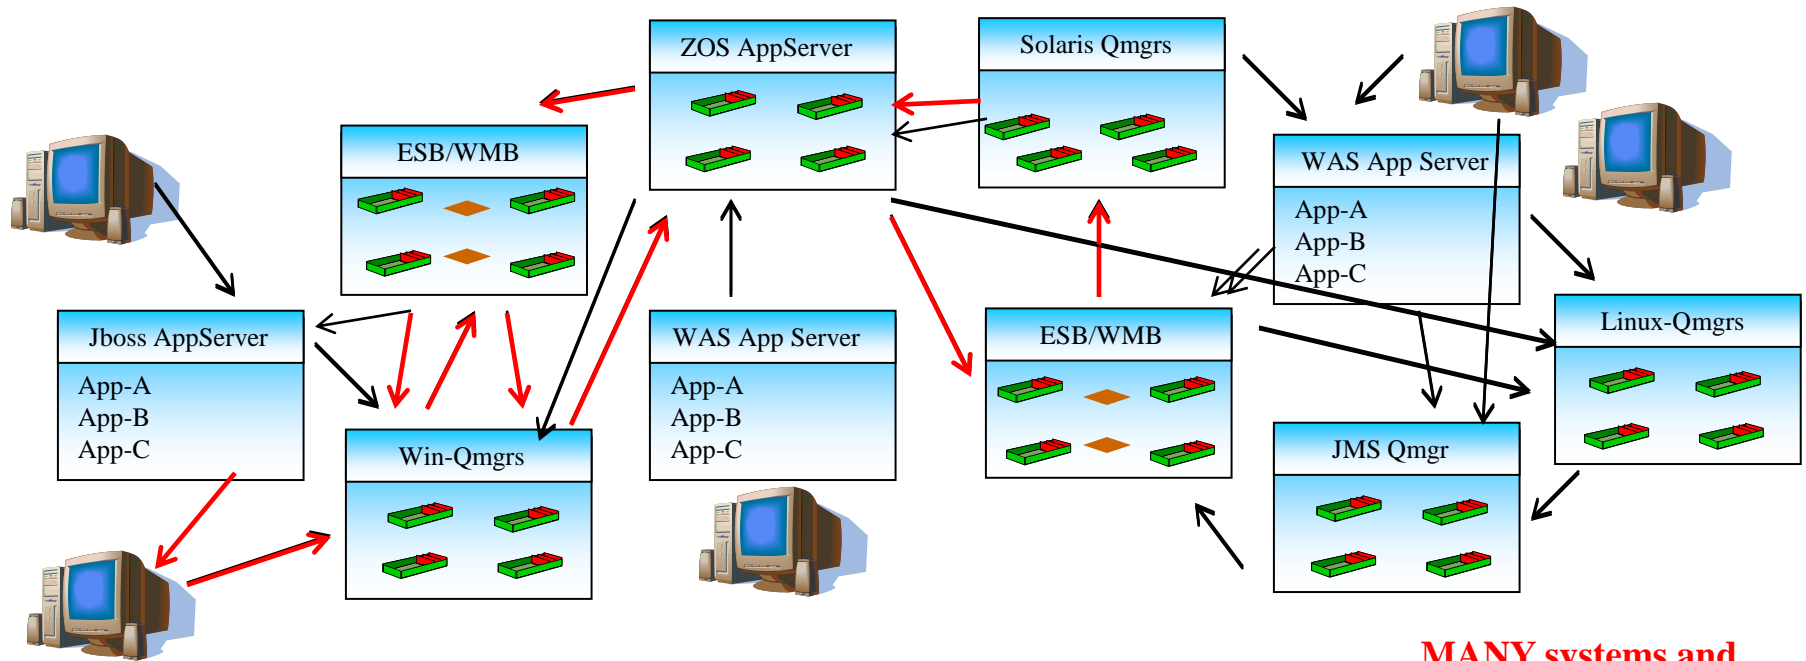 ZOS AppServer
Solaris Qmgrs
ESB/WMB
WAS App Server
App-A
App-B
App-C
Jboss AppServer
App-A
App-B
App-C
WAS App Server
App-A
App-B
App-C
ESB/WMB
Linux-Qmgrs
Win-Qmgrs
JMS Qmgr
MANY systems and